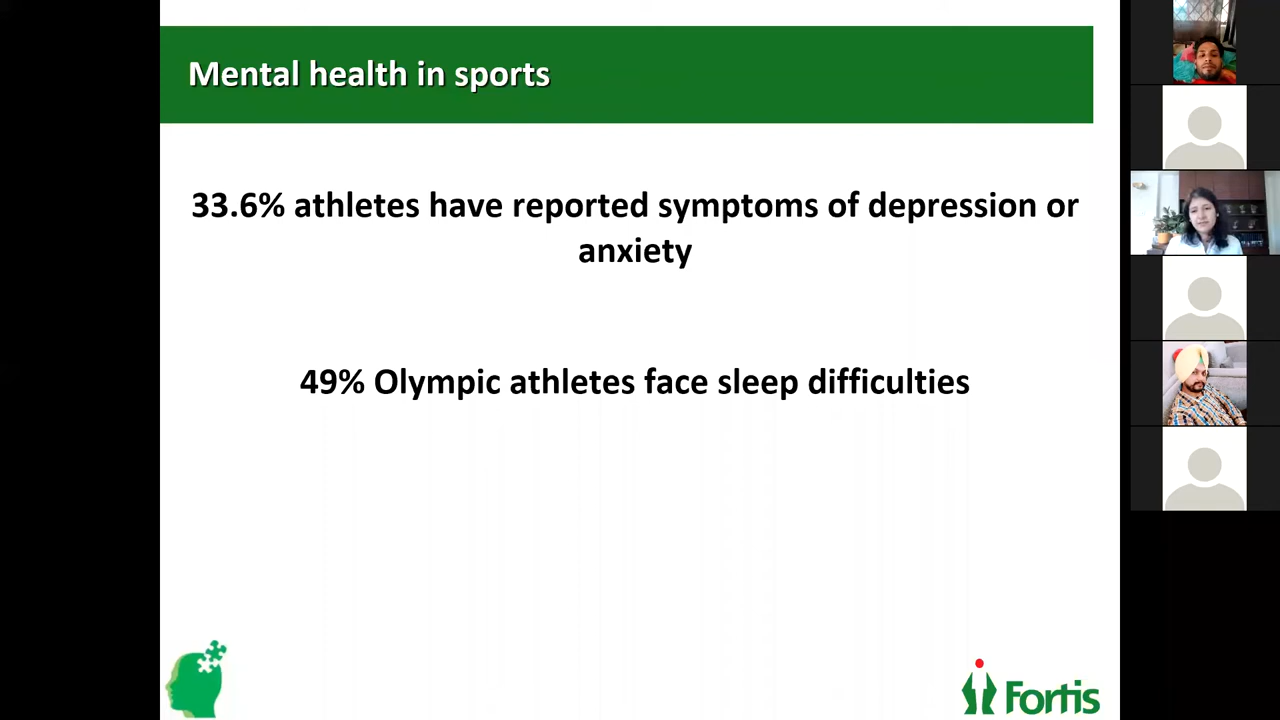 Mental health in sports
33.6% athletes have reported symptoms of depression or
anxiety
49% Olympic athletes face sleep difficulties
Fortis